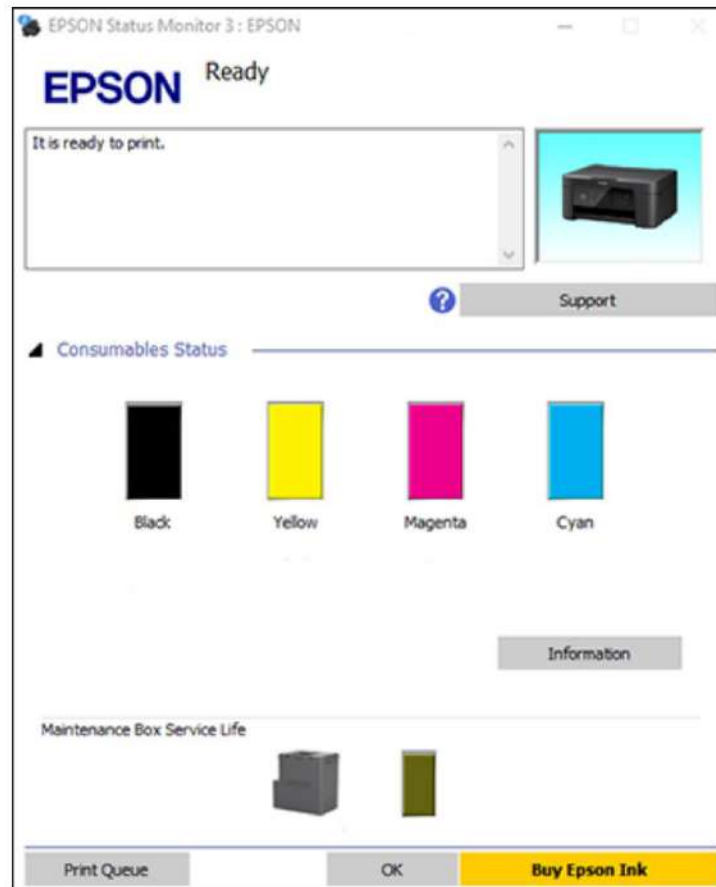 EPSON Status Monitor 3 : EPSON
EPSON
Ready
It is ready to print.
?
Support
Consumables Status
Black
Yellow
Magenta
Cyan
Information
Maintenance Box Service Life
Print Queue
OK
Buy Epson Ink